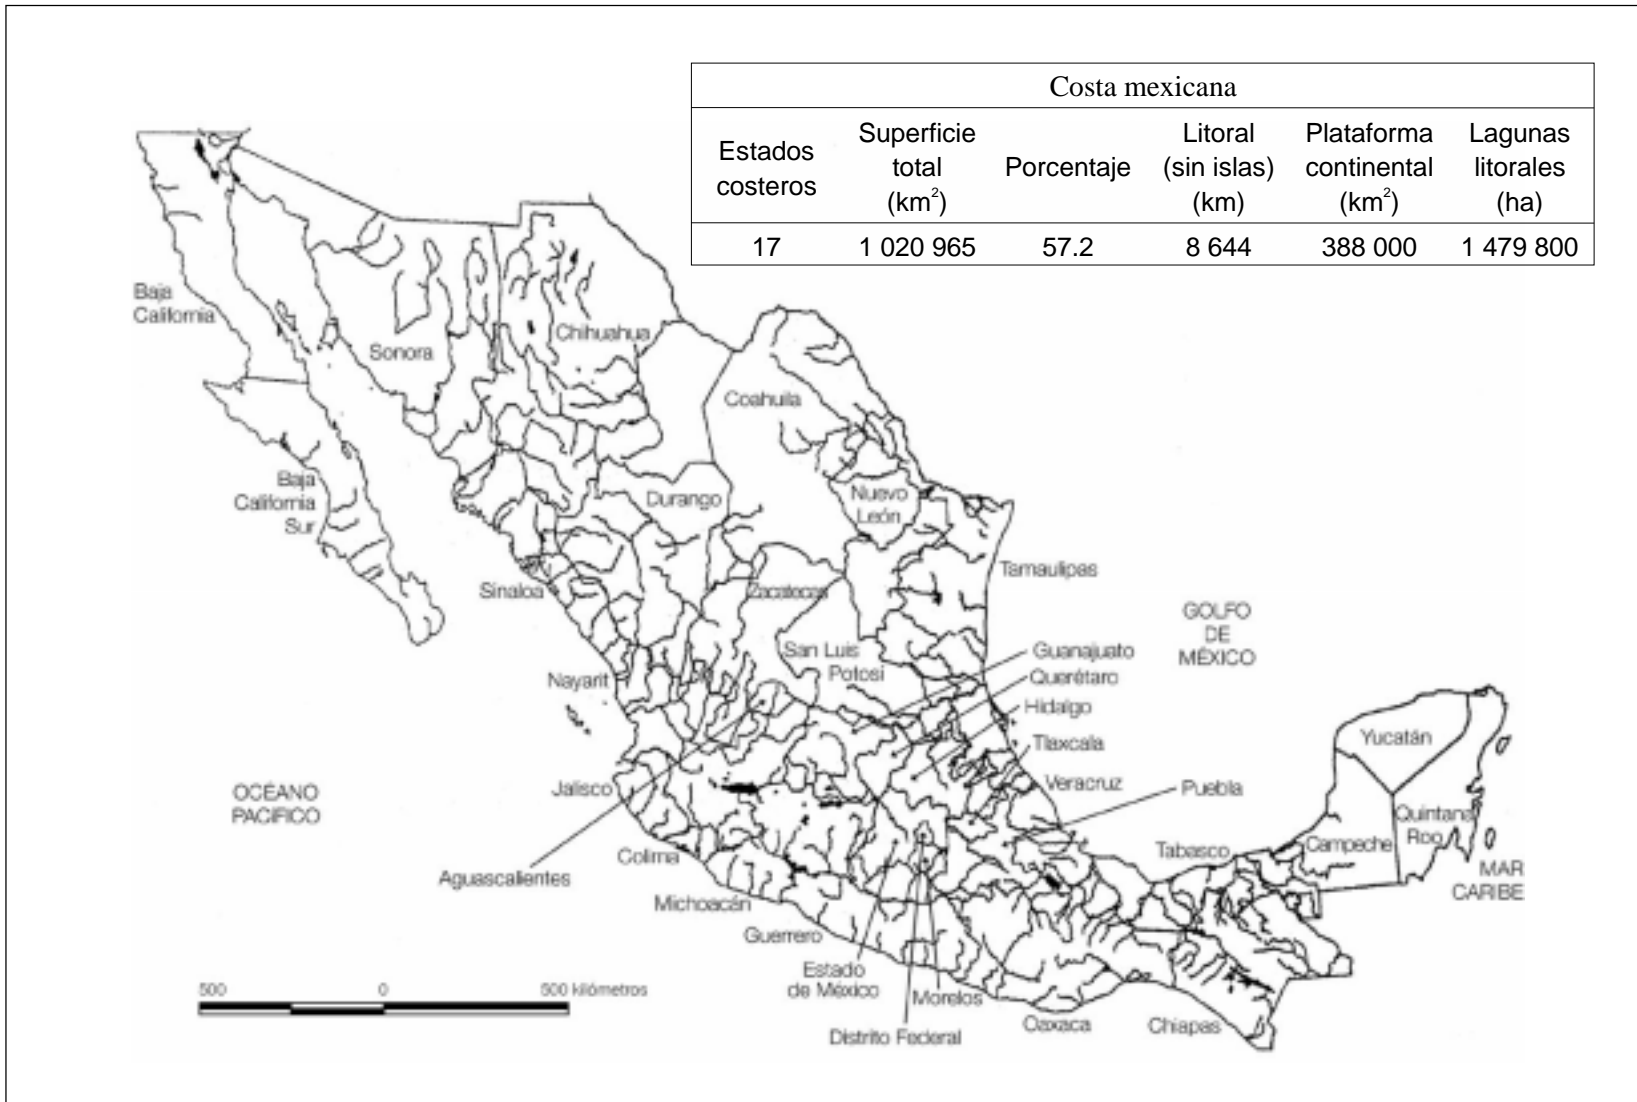 Costa mexicana
Estados
costeros
Superficie
total
(km²)
Porcentaje
Litoral
(sin islas)
(km)
Plataforma
continental
(km²)
Lagunas
litorales
(ha)
17
1 020 965
57.2
8 644
388 000
1 479 800
Baja
California
Sonora
Chihuahua
Coahuila
Baja
California
Sur
Durango
Nuevo
León
Sinaloa
Zacatecas
Tamaulipas
GOLFO
DE
MÉXICO
San Luis
Potosí
Guanajuato
Querétaro
Hidalgo
Nayarit
Tlaxcala
Veracruz
Puebla
Yucatán
OCÉANO
PACÍFICO
Jalisco
Quintana
Roo
Campeche
Tabasco
Colima
MAR
CARIBE
Aguascalientes
Michoacán
Guerrero
Estado
de México
Morelos
Distrito Federal
Oaxaca
Chiapas
500 0 500 kilómetros